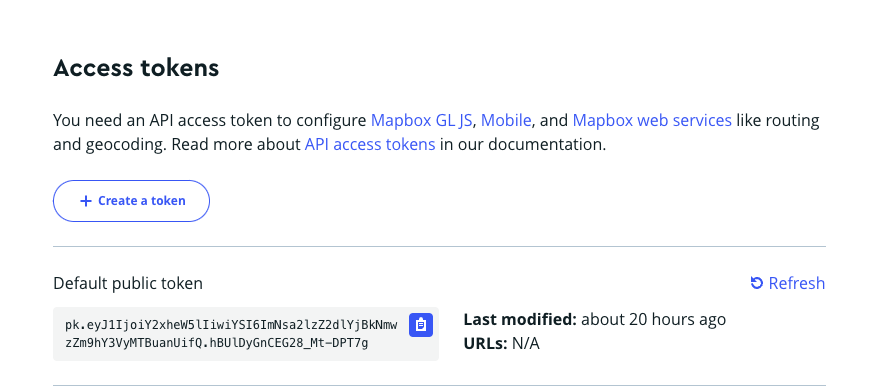 Access tokens
You need an API access token to configure Mapbox GL JS, Mobile, and Mapbox web services like routing
and geocoding. Read more about API access tokens in our documentation.
+ Create a token
Default public token
Refresh
pk.eyJ1IjoiY2xheW5lIiwiYSI6ImNsa2lzZ2dlYjBkNmw
zZm9hY3VyMTBuanUifQ.hBUlDyGnCEG28_Mt-DPT7g
Last modified: about 20 hours ago
URLs: N/A